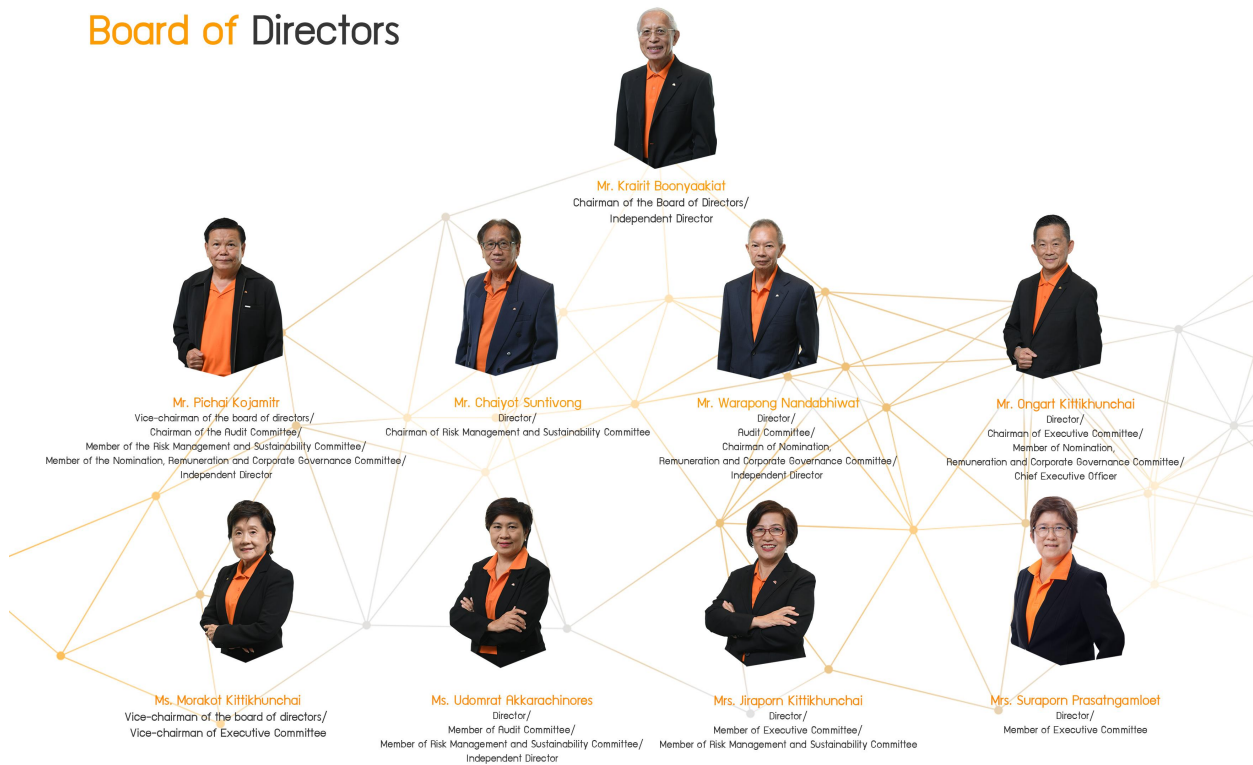 Board of Directors
Mr. Krairit Boonyaakiat
Chairman of the Board of Directors/
Independent Director
Mr. Pichai Kojamitr
Vice-chairman of the board of directors/
Chairman of the Audit Committee/
Member of the Risk Management and Sustainability Committee/
Member of the Nomination, Remuneration and Corporate Governance Committee/
Independent Director
Mr. Chaiyot Suntivong
Director/
Chairman of Risk Management and Sustainability Committee
Mr. Warapong Nandabhiwat
Director/
Audit Committee/
Chairman of Nomination,
Remuneration and Corporate Governance Committee/
Independent Director
Mr. Ongart Kittikhunchai
Director/
Chairman of Executive Committee/
Member of Nomination,
Remuneration and Corporate Governance Committee/
Chief Executive Officer
Ms. Morakot Kittikhunchai
Vice-chairman of the board of directors/
Vice-chairman of Executive Committee
Ms. Udomrat Akkarachinores
Director/
Member of Audit Committee/
Member of Risk Management and Sustainability Committee/
Independent Director
Mrs. Jiraporn Kittikhunchai
Director/
Member of Executive Committee/
Member of Risk Management and Sustainability Committee
Mrs. Suraporn Prasatngamloet
Director/
Member of Executive Committee